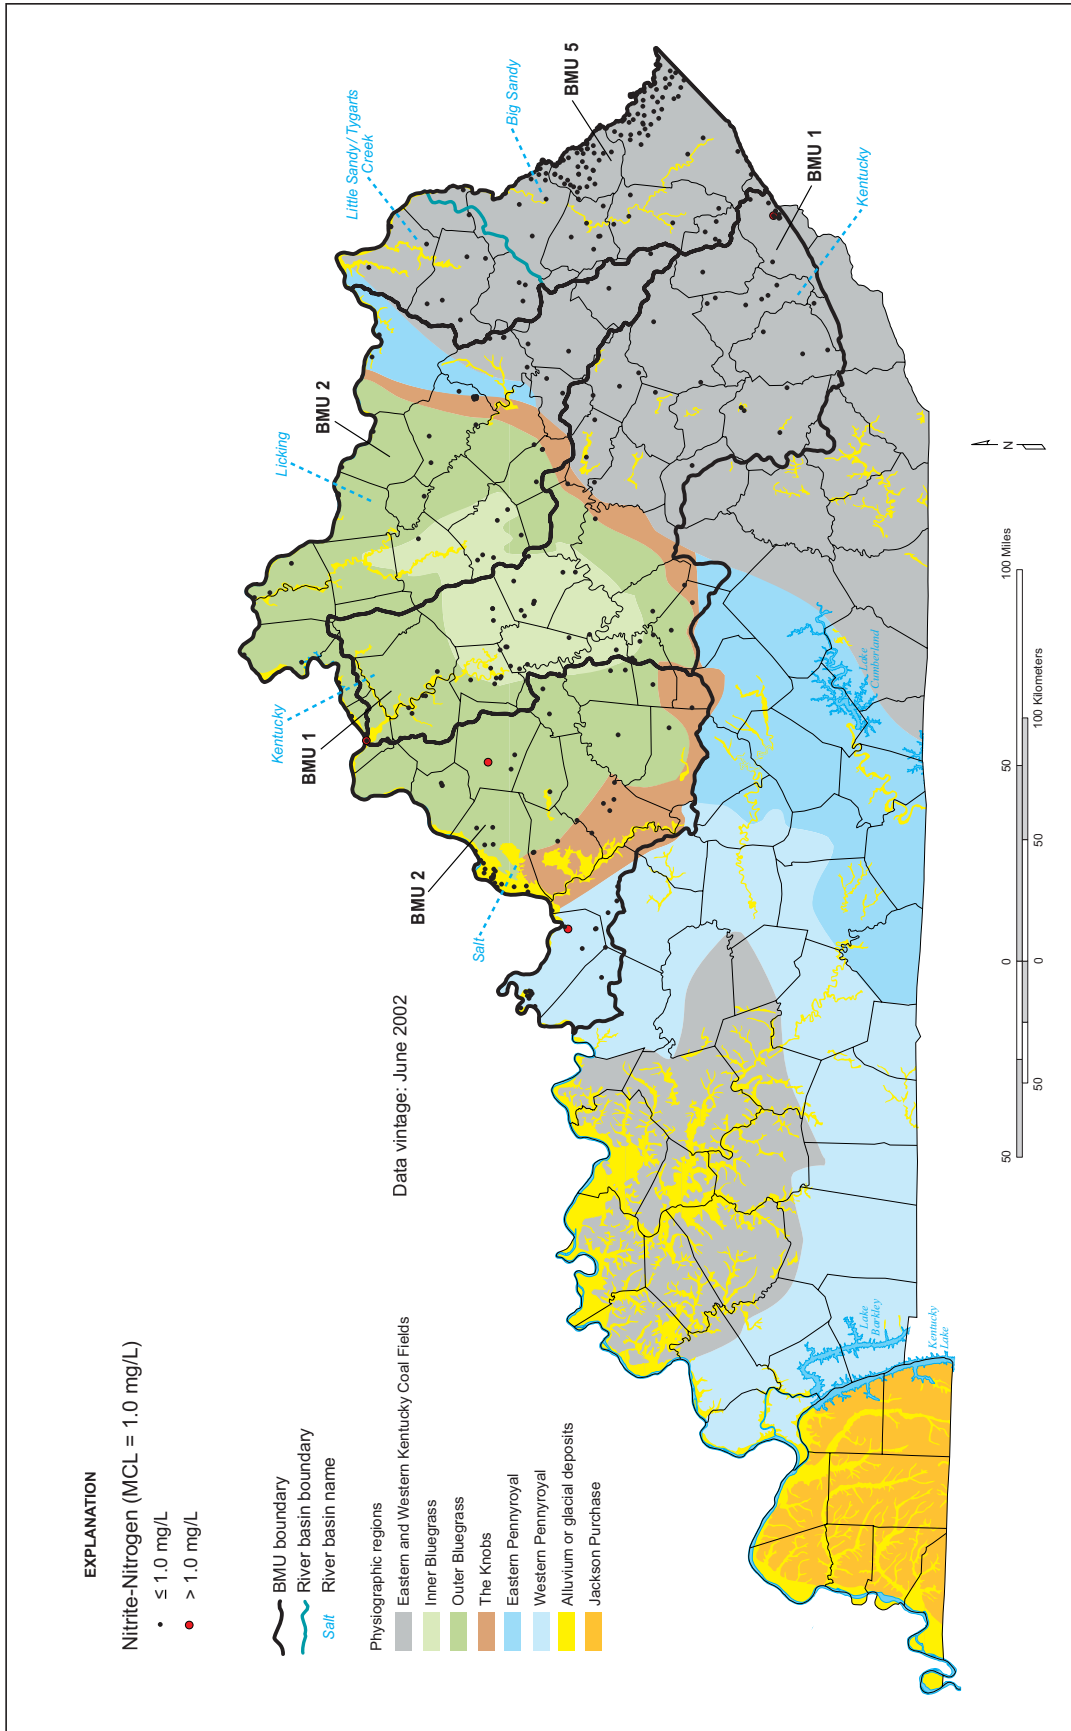 EXPLANATION
Nitrite-Nitrogen (MCL = 1.0 mg/L)
≤ 1.0 mg/L
> 1.0 mg/L
BMU boundary
River basin boundary
Salt River basin name
Physiographic regions
Eastern and Western Kentucky Coal Fields
Inner Bluegrass
Outer Bluegrass
The Knobs
Eastern Pennyroyal
Western Pennyroyal
Alluvium or glacial deposits
Jackson Purchase
Data vintage: June 2002
Salt
BMU 2
BMU 1
Kentucky
Licking
BMU 2
Little Sandy/Tygarts
Creek
Big Sandy
BMU 5
BMU 1
Kentucky
Lake
Cumberland
Lake
Barkley
Kentucky
Lake
N
50
0
50
100 Miles
50
0
50
100 Kilometers